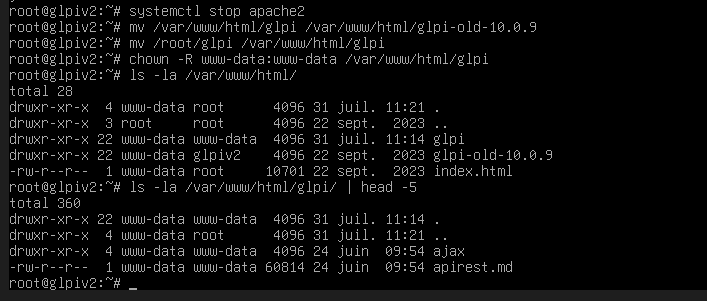 root@glpiv2:~# systemctl stop apache2
root@glpiv2:~# mv /var/www/html/glpi /var/www/html/glpi-old-10.0.9
root@glpiv2:~# mv /root/glpi /var/www/html/glpi
root@glpiv2:~# chown -R www-data:www-data /var/www/html/glpi
root@glpiv2:~# ls -la /var/www/html/
total 28
drwxr-xr-x  4 www-data root      4096 31 juil. 11:21 .
drwxr-xr-x  3 root     root      4096 22 sept.  2023 ..
drwxr-xr-x 22 www-data www-data  4096 31 juil. 11:14 glpi
drwxr-xr-x 22 www-data glpiv2    4096 22 sept.  2023 glpi-old-10.0.9
-rw-r--r--  1 www-data root     10701 22 sept.  2023 index.html
root@glpiv2:~# ls -la /var/www/html/glpi/ | head -5
total 360
drwxr-xr-x 22 www-data www-data  4096 31 juil. 11:14 .
drwxr-xr-x  4 www-data root      4096 31 juil. 11:21 ..
drwxr-xr-x  4 www-data www-data  4096 24 juin  09:54 ajax
-rw-r--r--  1 www-data www-data 60814 24 juin  09:54 apirest.md
root@glpiv2:~# _